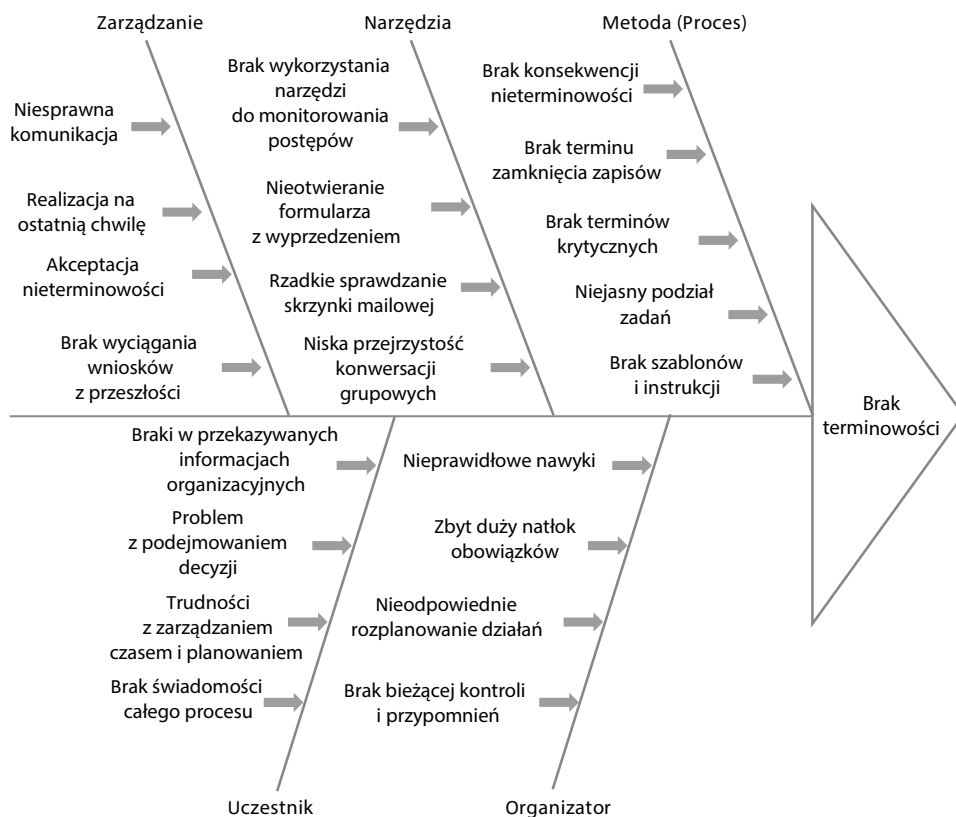 Zarządzanie
Niesprawna
komunikacja
Realizacja na
ostatnią chwilę
Akceptacja
nieterminowości
Brak wyciągania
wniosków
z przeszłości
Narzędzia
Brak wykorzystania
narzędzi
do monitorowania
postępów
Nieotwieranie
formularza
z wyprzedzeniem
Rzadkie sprawdzanie
skrzynki mailowej
Niska przejrzystość
konwersacji
grupowych
Metoda (Proces)
Brak konsekwencji
nieterminowości
Brak terminu
zamknięcia zapisów
Brak terminów
krytycznych
Niejasny podział
zadań
Brak szablonów
i instrukcji
Brak
terminowości
Braki w przekazywanych
informacjach
organizacyjnych
Problem
z podejmowaniem
decyzji
Trudności
z zarządzaniem
czasem i planowaniem
Brak świadomości
całego procesu
Uczestnik
Nieprawidłowe nawyki
Zbyt duży natłok
obowiązków
Nieodpowiednie
rozplanowanie działań
Brak bieżącej kontroli
i przypomnień
Organizator